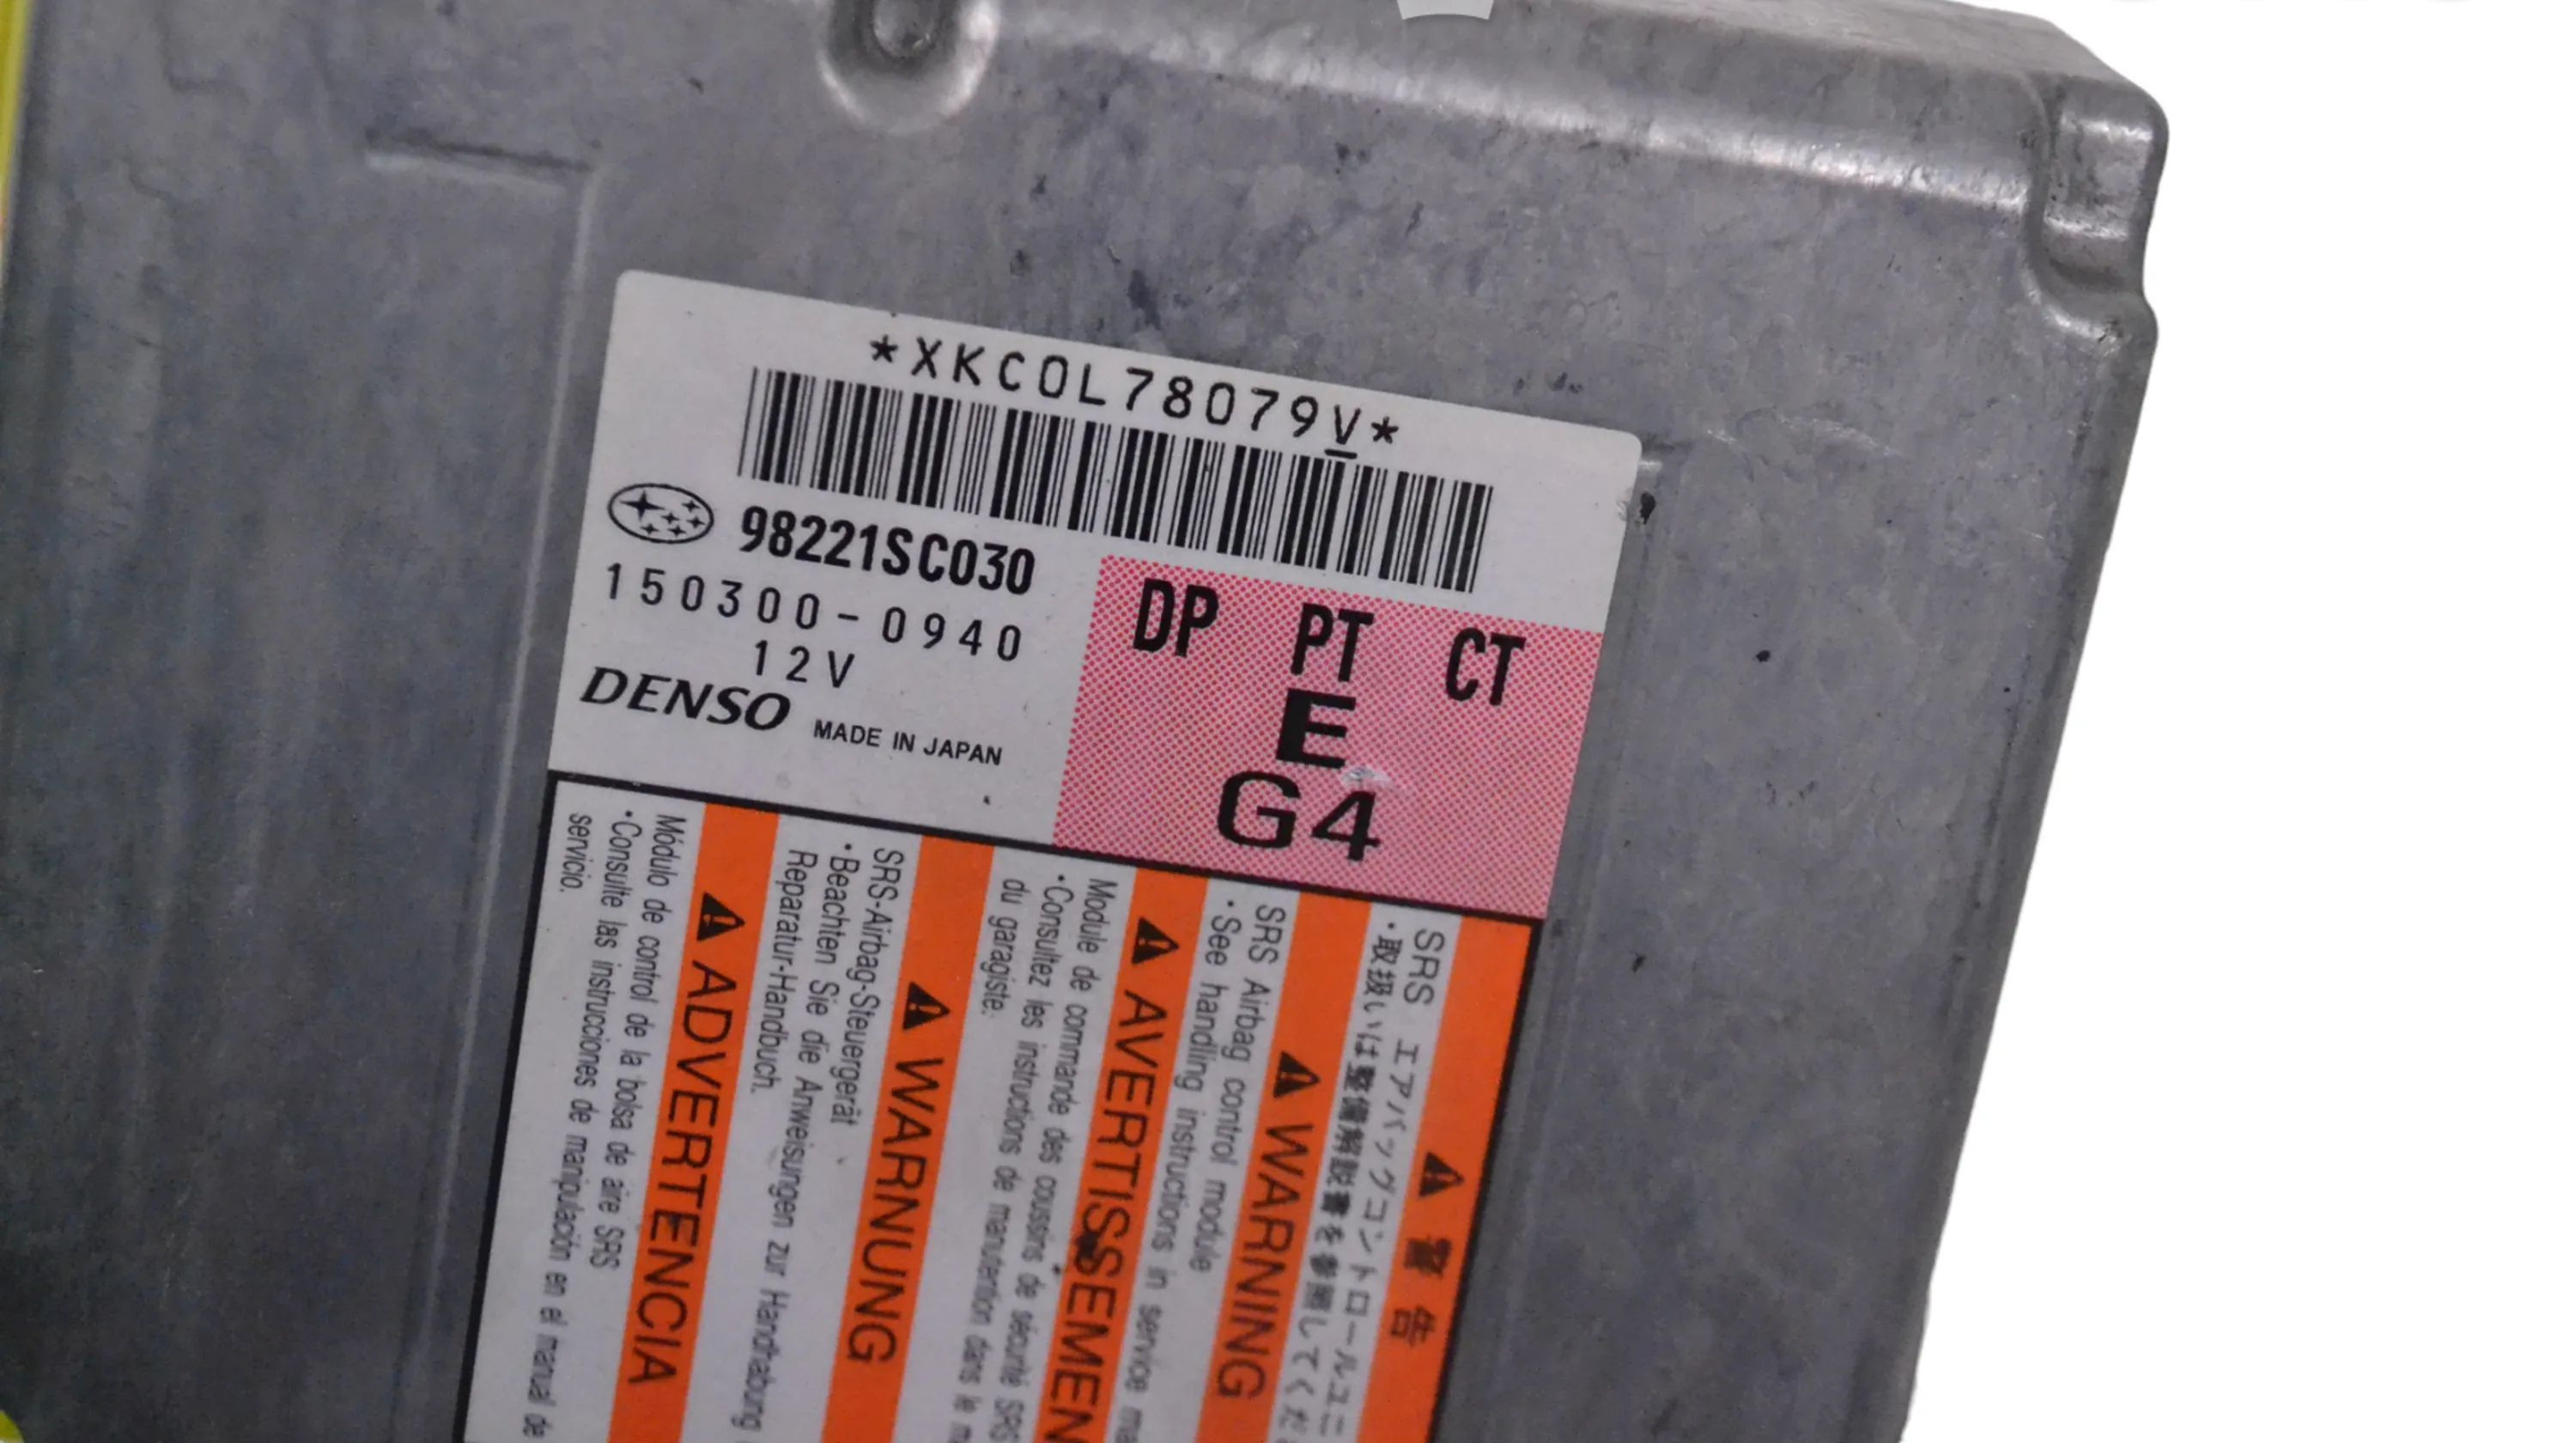 *XKC0L78079V*
98221SC030
150300-0940
12V
DENSO MADE IN JAPAN
DP PT CT
E
G4
警告
SRS エアバッグコントロールユニ
・取扱いは整備解説書を参照してくだ
WARNING
SRS Airbag control module
・See handling instructions in service ma
AVERTISSEMEN
Module de commande des coussins de sécurité SRS
・Consultez les instructions de manutention dans le m
du garagiste.
WARNUNG
SRS-Airbag-Steuergerät
・Beachten Sie die Anweisungen zur Handhabung
Reparatur-Handbuch.
ADVERTENCIA
Módulo de control de la bolsa de aire SRS
・Consulte las instrucciones de manipulación en el manual de
servicio.